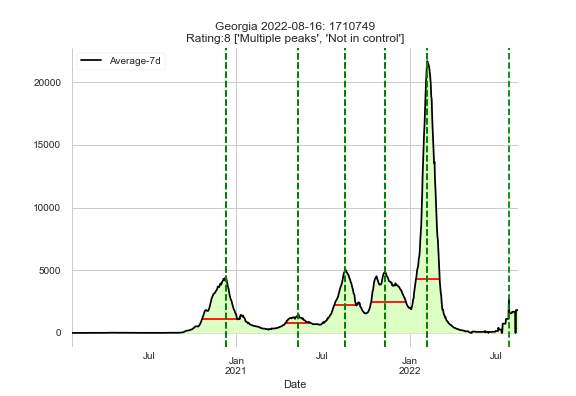 Georgia 2022-08-16: 1710749
Rating:8 ['Multiple peaks', 'Not in control']
Average-7d
20000
15000
10000
5000
0
Jul
Jan
2021
Jul
Jan
2022
Jul
Date